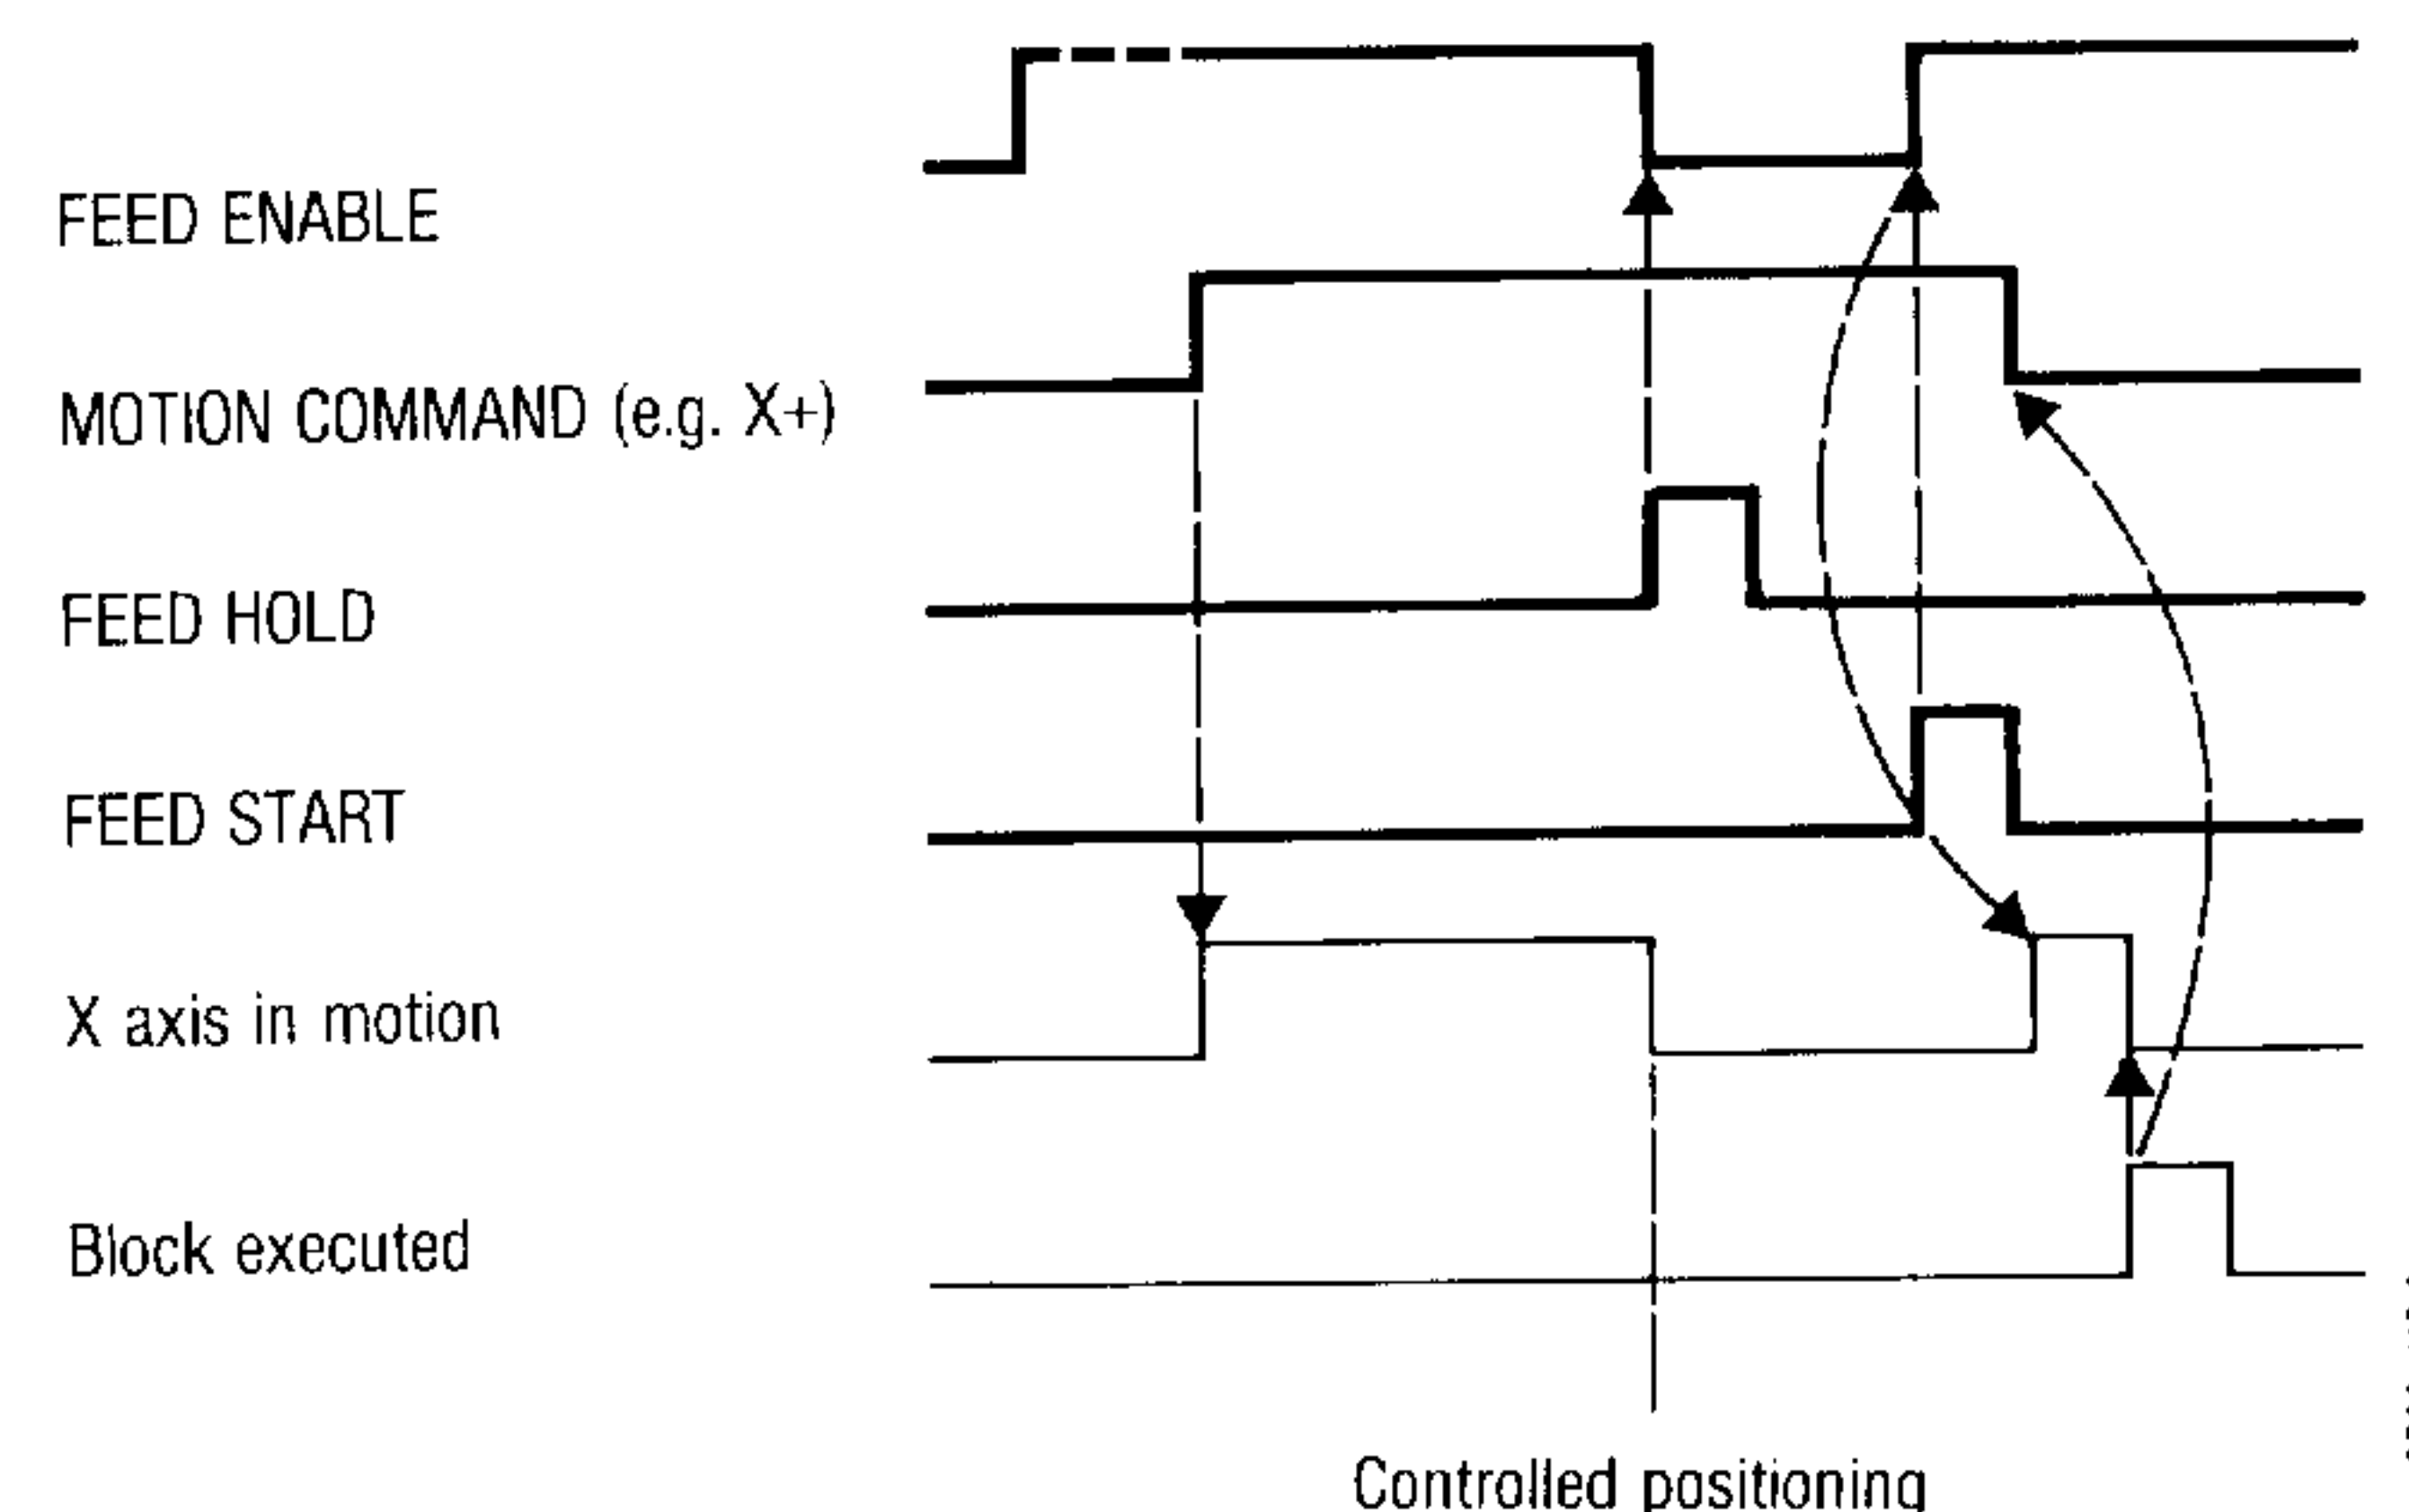 FEED ENABLE
MOTION COMMAND (e.g. X+)
FEED HOLD
FEED START
X axis in motion
Block executed
Controlled positioning